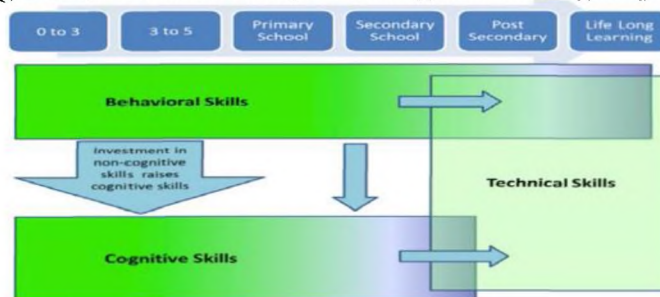 0 to 3
3 to 5
Primary
School
Secondary
School
Post
Secondary
Life Long
Learning
Behavioral Skills
Investment in
non-cognitive
skills raises
cognitive skills
Technical Skills
Cognitive Skills